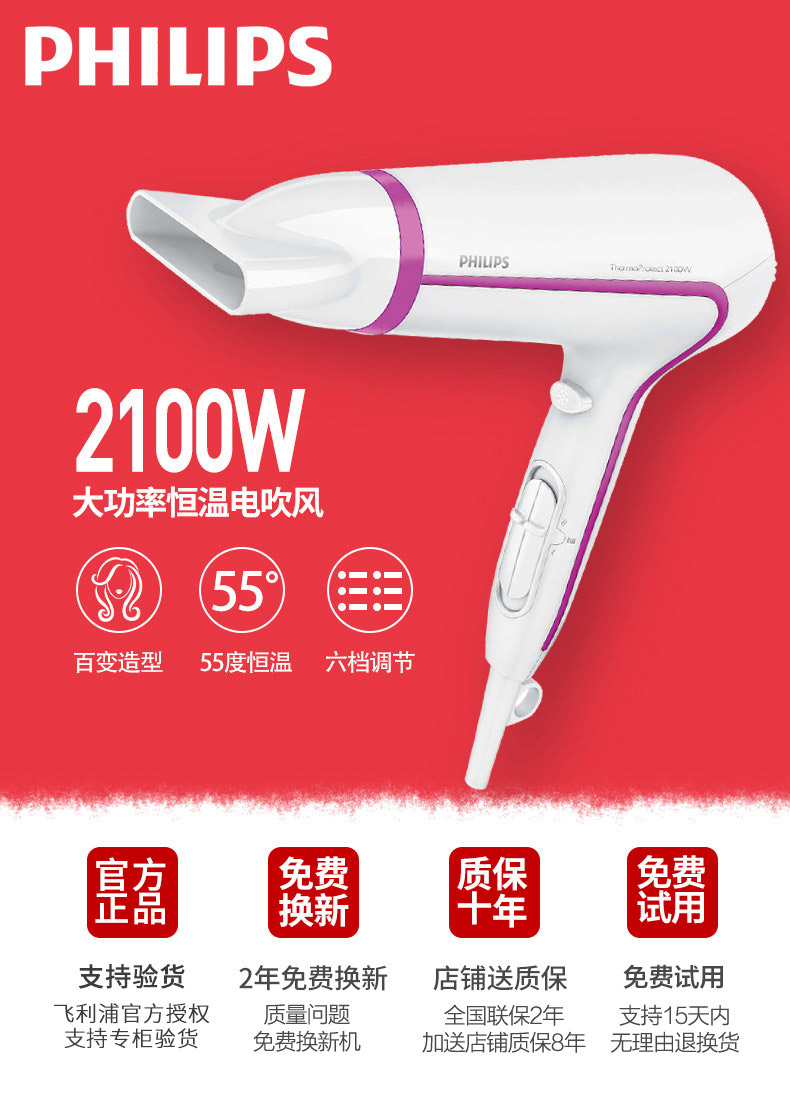 PHILIPS
PHILIPS
ThermoProtect 2100W
2100W
大功率恒温电吹风
55°
百变造型 55度恒温 六档调节
官方
正品
免费
换新
质保
十年
免费
试用
支持验货
2年免费换新
店铺送质保
免费试用
飞利浦官方授权
支持专柜验货
质量问题
免费换新机
全国联保2年
加送店铺质保8年
支持15天内
无理由退换货